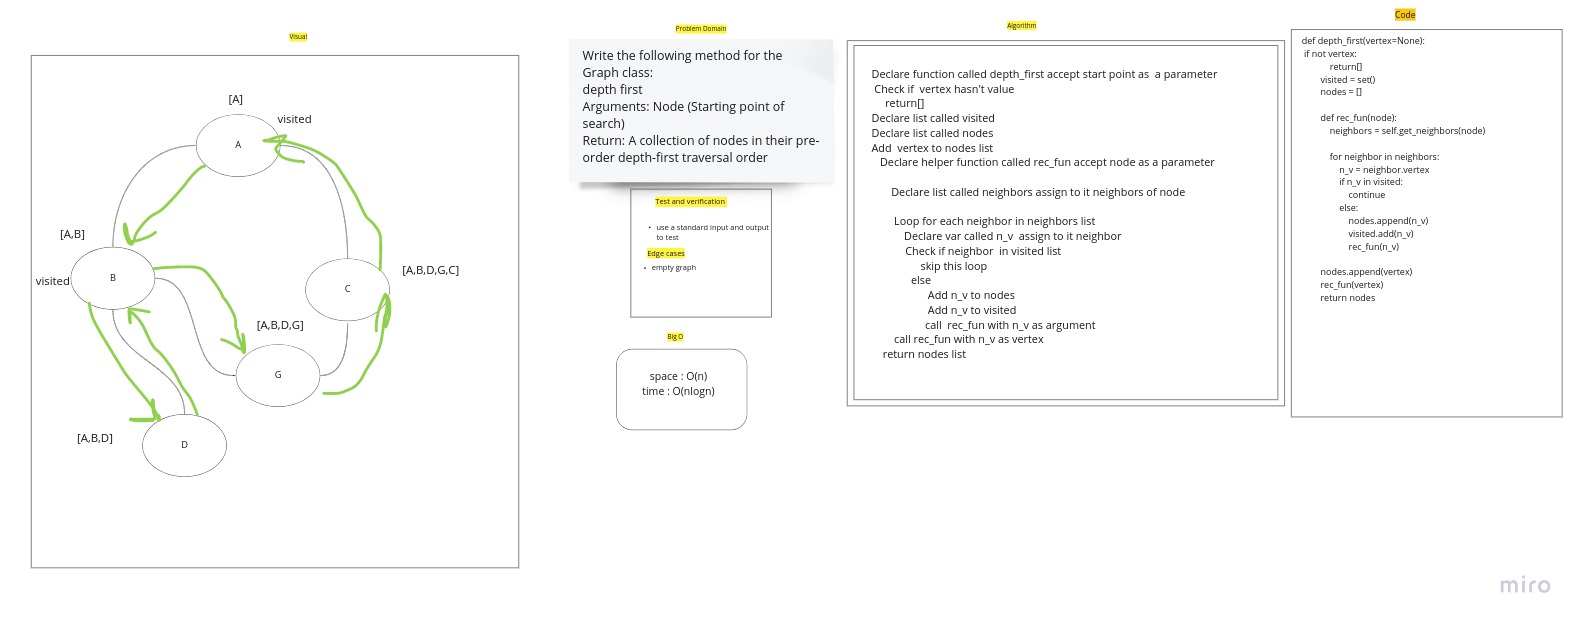 Visual
[A]
visited
A
[A,B]
B
visited
C
[A,B,D,G,C]
[A,B,D,G]
G
[A,B,D]
D
Problem Domain
Write the following method for the
Graph class:
depth first
Arguments: Node (Starting point of
search)
Return: A collection of nodes in their pre-
order depth-first traversal order
Test and verification
• use a standard input and output
to test
Edge cases
• empty graph
Big O
space : O(n)
time : O(nlogn)
Algorithm
Declare function called depth_first accept start point as a parameter
Check if vertex hasn't value
return[]
Declare list called visited
Declare list called nodes
Add vertex to nodes list
Declare helper function called rec_fun accept node as a parameter
Declare list called neighbors assign to it neighbors of node
Loop for each neighbor in neighbors list
Declare var called n_v assign to it neighbor
Check if neighbor in visited list
skip this loop
else
Add n_v to nodes
Add n_v to visited
call rec_fun with n_v as argument
call rec_fun with n_v as vertex
return nodes list
Code
def depth_first(vertex=None):
if not vertex:
return[]
visited = set()
nodes = []
def rec_fun(node):
neighbors = self.get_neighbors(node)
for neighbor in neighbors:
n_v = neighbor.vertex
if n_v in visited:
continue
else:
nodes.append(n_v)
visited.add(n_v)
rec_fun(n_v)
nodes.append(vertex)
rec_fun(vertex)
return nodes
miro